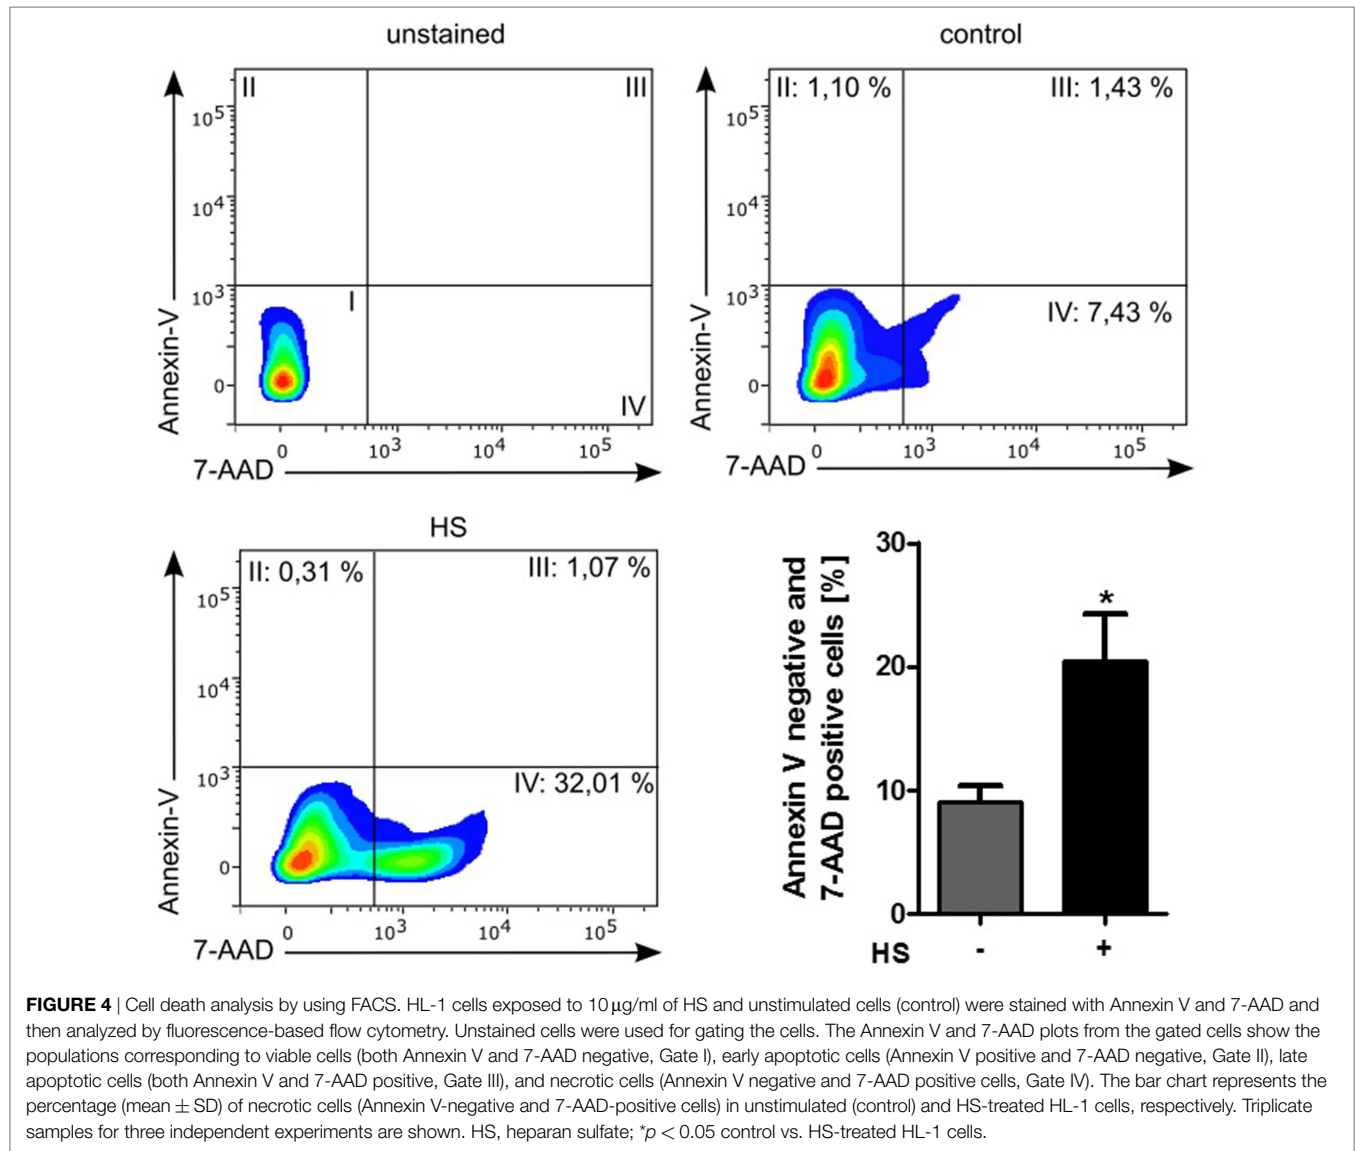 unstained
II
III
10^5
10^4
10^3
0
I
IV
Annexin-V
0
10^3
10^4
10^5
7-AAD
control
II: 1,10 %
III: 1,43 %
10^5
10^4
10^3
0
IV: 7,43 %
Annexin-V
0
10^3
10^4
10^5
7-AAD
HS
II: 0,31 %
III: 1,07 %
10^5
10^4
10^3
0
IV: 32,01 %
Annexin-V
0
10^3
10^4
10^5
7-AAD
Annexin V negative and
7-AAD positive cells [%]
30
20
10
0
*
HS
-
+
FIGURE 4 | Cell death analysis by using FACS. HL-1 cells exposed to 10 µg/ml of HS and unstimulated cells (control) were stained with Annexin V and 7-AAD and
then analyzed by fluorescence-based flow cytometry. Unstained cells were used for gating the cells. The Annexin V and 7-AAD plots from the gated cells show the
populations corresponding to viable cells (both Annexin V and 7-AAD negative, Gate I), early apoptotic cells (Annexin V positive and 7-AAD negative, Gate II), late
apoptotic cells (both Annexin V and 7-AAD positive, Gate III), and necrotic cells (Annexin V negative and 7-AAD positive cells, Gate IV). The bar chart represents the
percentage (mean ± SD) of necrotic cells (Annexin V-negative and 7-AAD-positive cells) in unstimulated (control) and HS-treated HL-1 cells, respectively. Triplicate
samples for three independent experiments are shown. HS, heparan sulfate; *p < 0.05 control vs. HS-treated HL-1 cells.